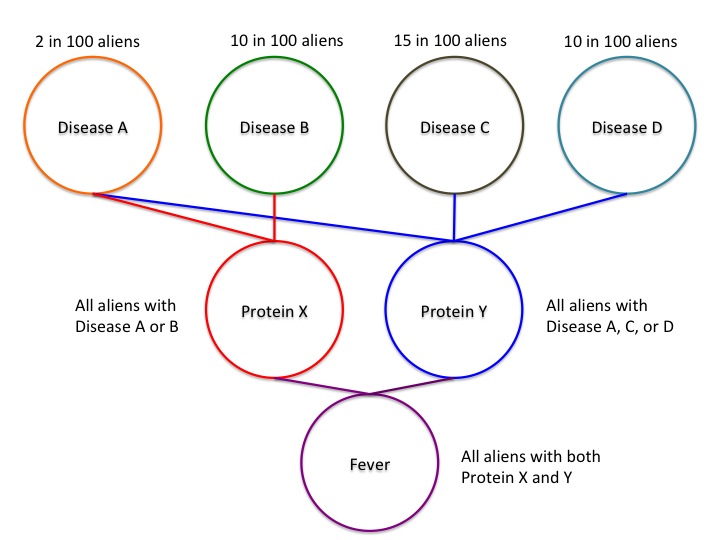 2 in 100 aliens
10 in 100 aliens
15 in 100 aliens
10 in 100 aliens
Disease A
Disease B
Disease C
Disease D
All aliens with
Disease A or B
Protein X
Protein Y
All aliens with
Disease A, C, or D
Fever
All aliens with both
Protein X and Y